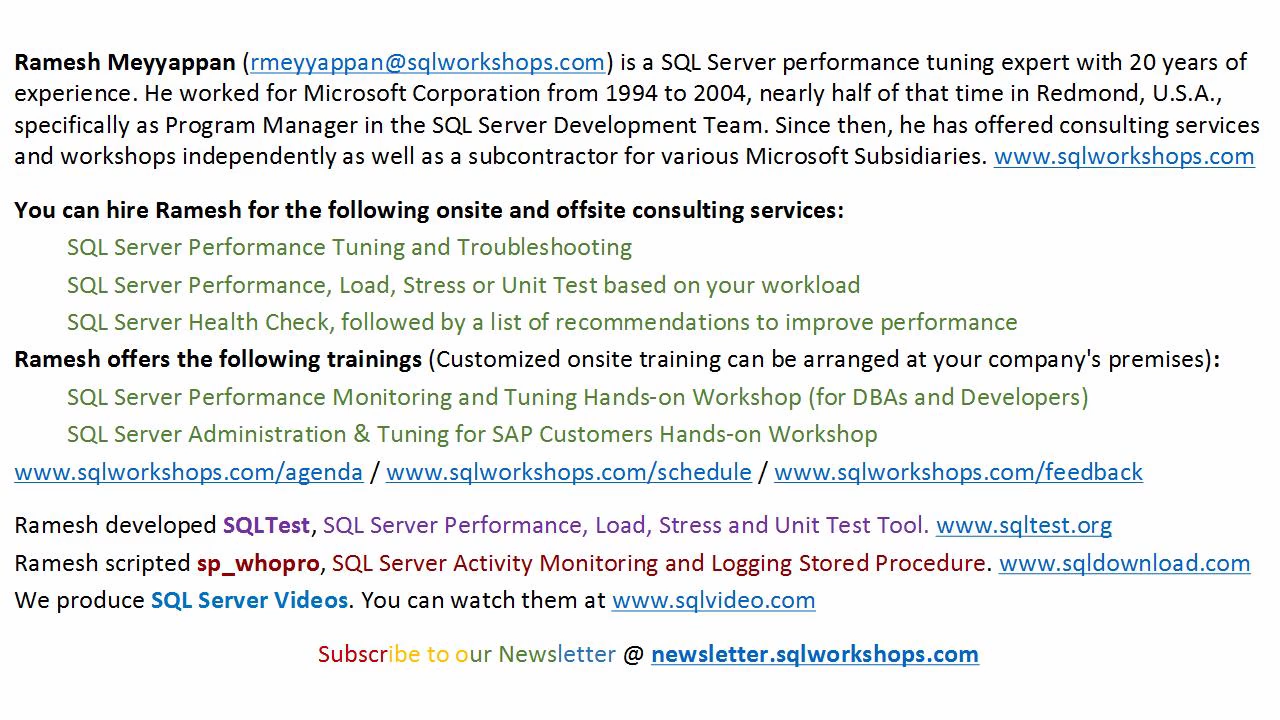 Ramesh Meyyappan (rmeyyappan@sqlworkshops.com) is a SQL Server performance tuning expert with 20 years of
experience. He worked for Microsoft Corporation from 1994 to 2004, nearly half of that time in Redmond, U.S.A.,
specifically as Program Manager in the SQL Server Development Team. Since then, he has offered consulting services
and workshops independently as well as a subcontractor for various Microsoft Subsidiaries. www.sqlworkshops.com
You can hire Ramesh for the following onsite and offsite consulting services:
SQL Server Performance Tuning and Troubleshooting
SQL Server Performance, Load, Stress or Unit Test based on your workload
SQL Server Health Check, followed by a list of recommendations to improve performance
Ramesh offers the following trainings (Customized onsite training can be arranged at your company's premises):
SQL Server Performance Monitoring and Tuning Hands-on Workshop (for DBAs and Developers)
SQL Server Administration & Tuning for SAP Customers Hands-on Workshop
www.sqlworkshops.com/agenda / www.sqlworkshops.com/schedule / www.sqlworkshops.com/feedback
Ramesh developed SQLTest, SQL Server Performance, Load, Stress and Unit Test Tool. www.sqltest.org
Ramesh scripted sp_whopro, SQL Server Activity Monitoring and Logging Stored Procedure. www.sqldownload.com
We produce SQL Server Videos. You can watch them at www.sqlvideo.com
Subscribe to our Newsletter @ newsletter.sqlworkshops.com